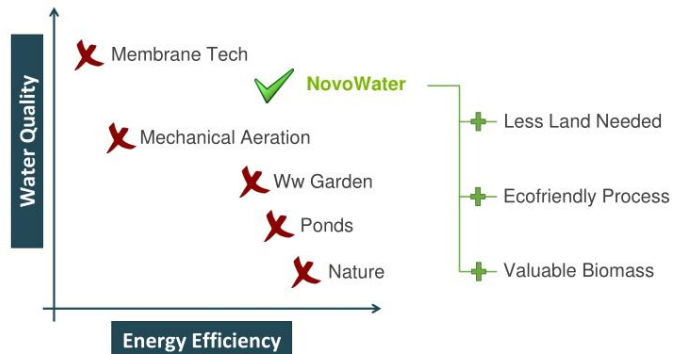 Membrane Tech
NovoWater
Less Land Needed
Water Quality
Mechanical Aeration
Ww Garden
Ecofriendly Process
Ponds
Nature
Valuable Biomass
Energy Efficiency